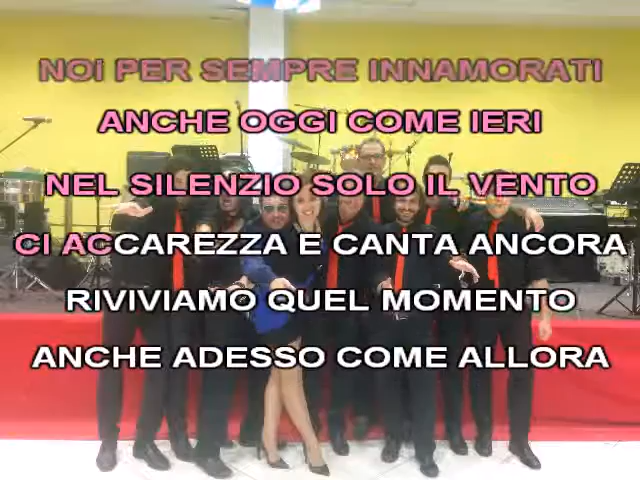 NOI PER SEMPRE INNAMORATI
ANCHE OGGI COME IERI
NEL SILENZIO SOLO IL VENTO
CI ACCAREZZA E CANTA ANCORA
RIVIVIAMO QUEL MOMENTO
ANCHE ADESSO COME ALLORA